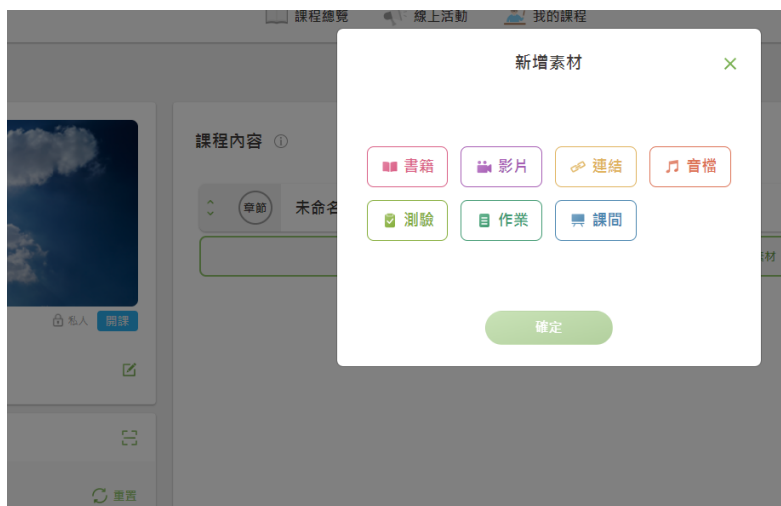 課程總覽 線上活動 我的課程
新增素材
課程內容
書籍 影片 連結 音檔
章節 未命名
測驗 作業 課間
素材
私人 開課
確定
重置